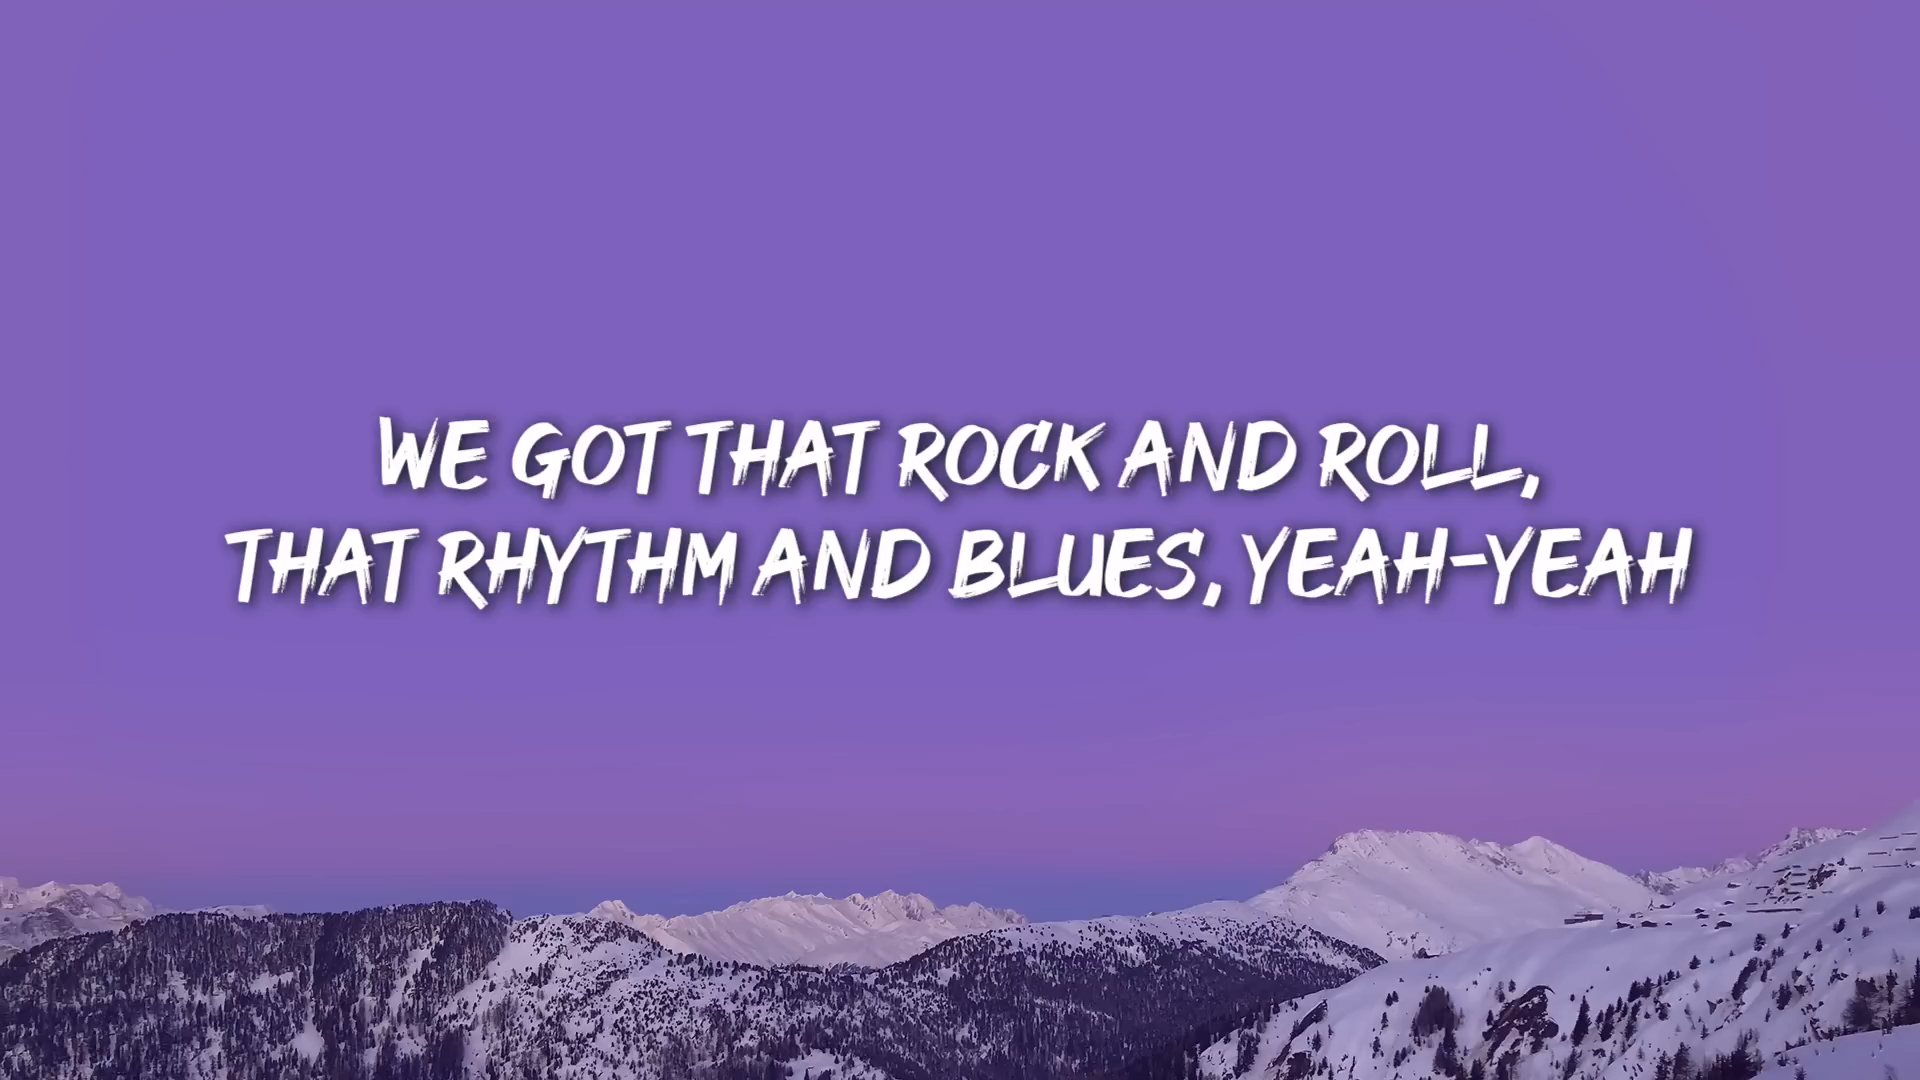 WE GOT THAT ROCK AND ROLL,
THAT RHYTHM AND BLUES, YEAH-YEAH